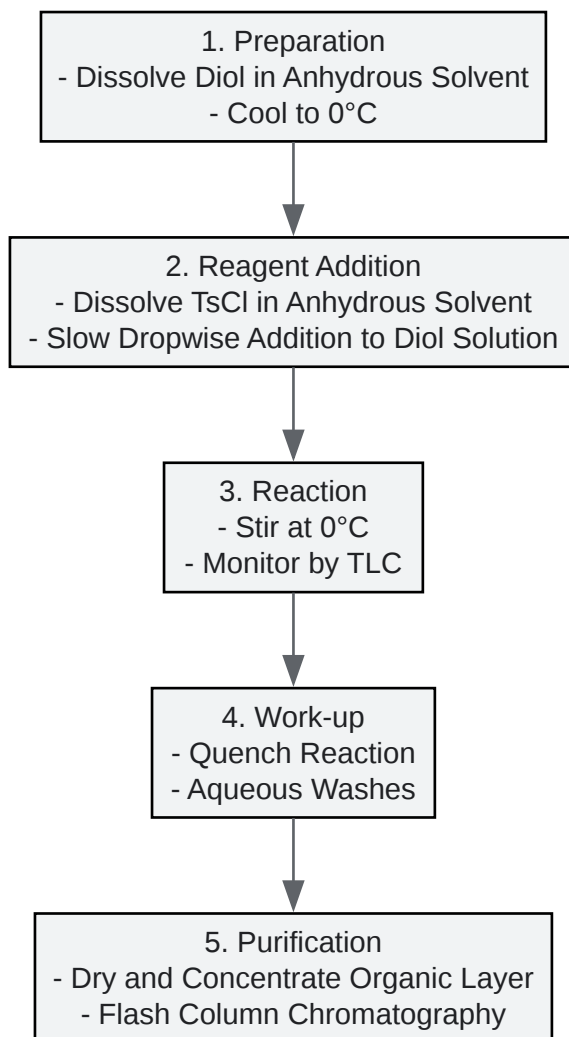 1. Preparation
- Dissolve Diol in Anhydrous Solvent
- Cool to 0°C
2. Reagent Addition
- Dissolve TsCl in Anhydrous Solvent
- Slow Dropwise Addition to Diol Solution
3. Reaction
- Stir at 0°C
- Monitor by TLC
4. Work-up
- Quench Reaction
- Aqueous Washes
5. Purification
- Dry and Concentrate Organic Layer
- Flash Column Chromatography